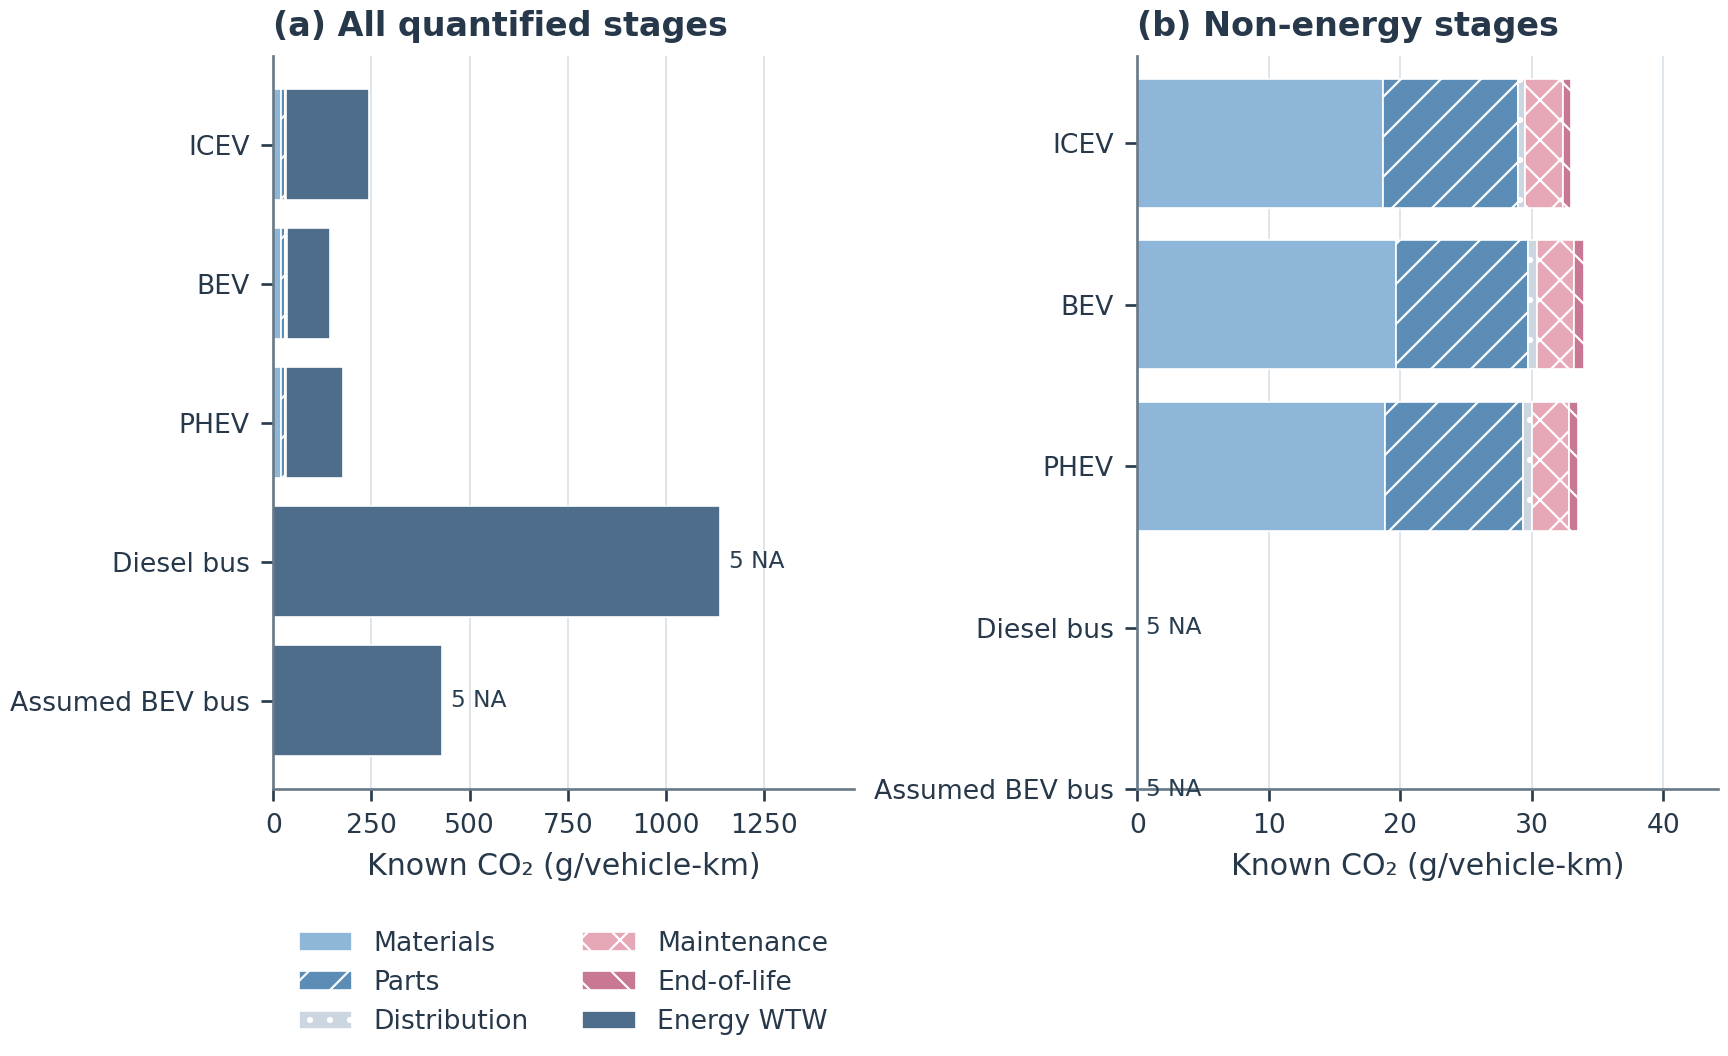 (a) All quantified stages
ICEV
BEV
PHEV
Diesel bus
5 NA
Assumed BEV bus
5 NA
0 250 500 750 1000 1250
Known CO₂ (g/vehicle-km)
(b) Non-energy stages
ICEV
BEV
PHEV
Diesel bus
5 NA
Assumed BEV bus
5 NA
0 10 20 30 40
Known CO₂ (g/vehicle-km)
Materials
Parts
Distribution
Maintenance
End-of-life
Energy WTW